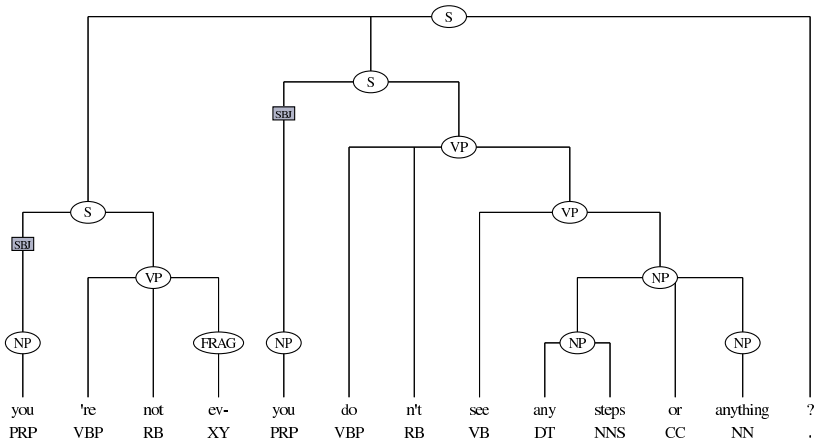 S
S
SBJ
VP
S
VP
SBJ
VP
NP
NP
FRAG
NP
NP
NP
you 're not ev- you do n't see any steps or anything ?
PRP VBP RB XY PRP VBP RB VB DT NNS CC NN .